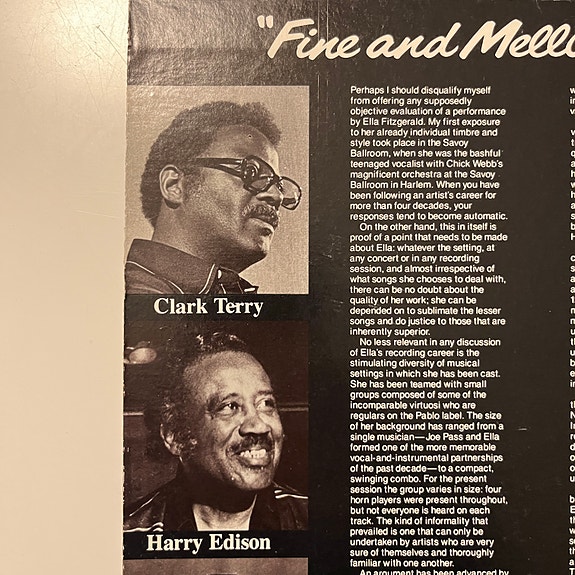 "Fine and
Clark Terry
Harry Edison
Perhaps I should disqualify myself
from offering any supposedly
objective evaluation of a performance
by Ella Fitzgerald. My first exposure
to her already individual timbre and
style took place in the Savoy
Ballroom, when she was the bashful
teenaged vocalist with Chick Webb's
magnificent orchestra at the Savoy
Ballroom in Harlem. When you have
been following an artist's career for
more than four decades, your
responses tend to become automatic.
On the other hand, this in itself is
proof of a point that needs to be made
about Ella: whatever the setting, at
any concert or in any recording
session, and almost irrespective of
what songs she chooses to deal with,
there can be no doubt about the
quality of her work; she can be
depended on to sublimate the lesser
songs and do justice to those that are
inherently superior.
No less relevant in any discussion
of Ella's recording career is the
stimulating diversity of musical
settings in which she has been cast.
She has been teamed with small
groups composed of some of the
incomparable virtuosi who are
regulars on the Pablo label. The size
of her background has ranged from a
single musician—Joe Pass and Ella
formed one of the more memorable
vocal-and-instrumental partnerships
of the past decade—to a compact,
swinging combo. For the present
session the group varies in size: four
horn players were present throughout,
but not everyone is heard on each
track. The kind of informality that
prevailed is one that can only be
undertaken by artists who are very
sure of themselves and thoroughly
familiar with one another.
An argument has been advanced by